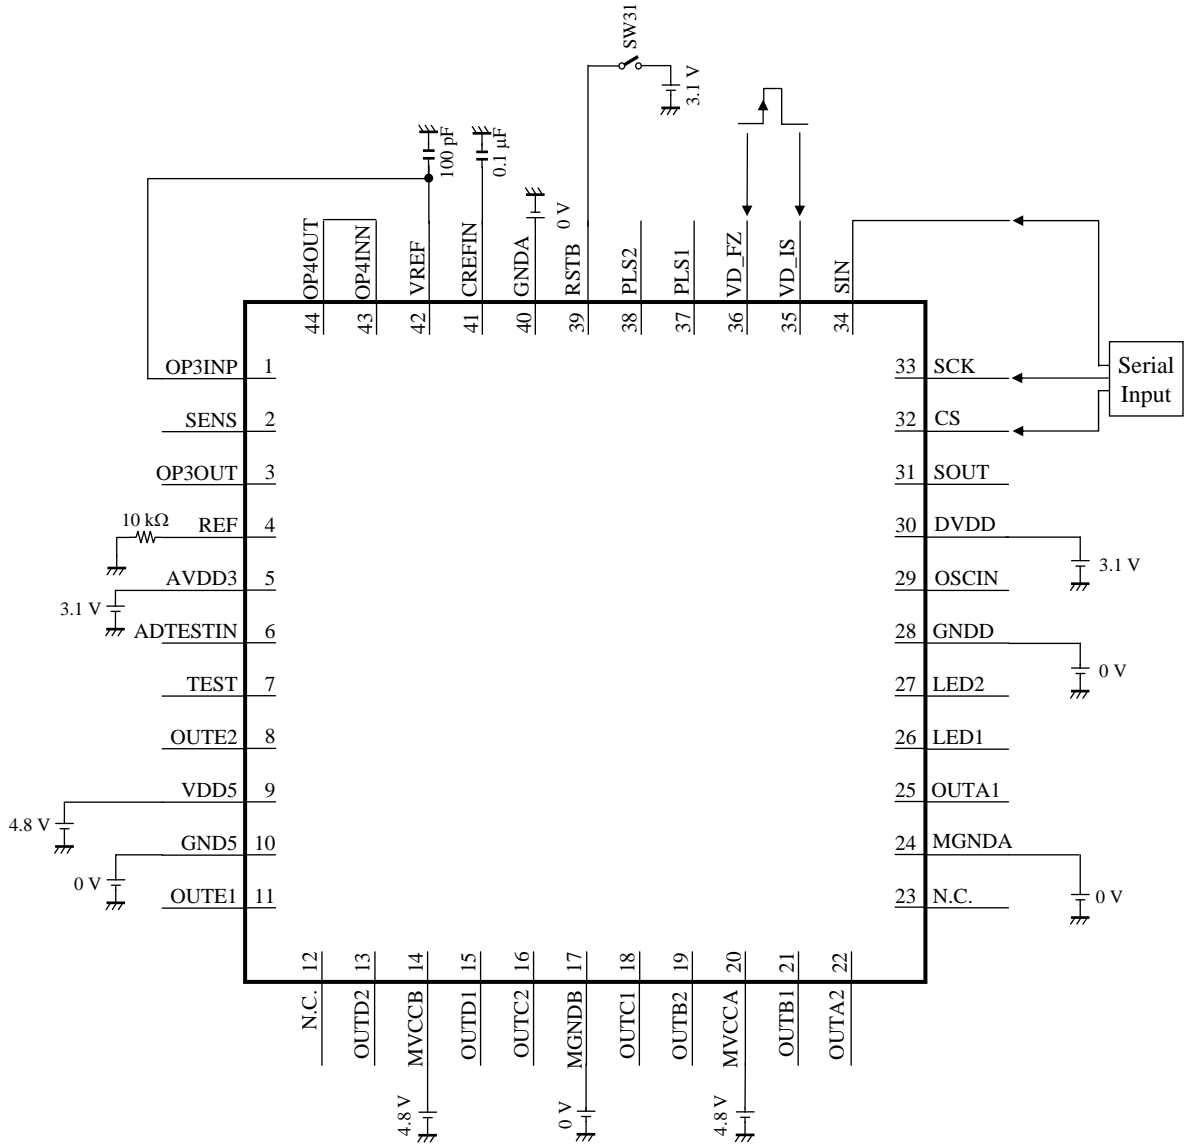 SW31
3.1 V
100 pF
0.1 µF
0 V
OP4OUT
OP4INN
VREF
CREFIN
GNDA
RSTB
PLS2
PLS1
VD_FZ
VD_IS
SIN
44
43
42
41
40
39
38
37
36
35
34
OP3INP 1
SENS 2
OP3OUT 3
10 kΩ REF 4
AVDD3 5
3.1 V
ADTESTIN 6
TEST 7
OUTE2 8
VDD5 9
4.8 V
GND5 10
0 V
OUTE1 11
33 SCK
Serial
Input
32 CS
31 SOUT
30 DVDD
3.1 V
29 OSCIN
28 GNDD
0 V
27 LED2
26 LED1
25 OUTA1
24 MGNDA
0 V
23 N.C.
12
13
14
15
16
17
18
19
20
21
22
N.C.
OUTD2
MVCCB
OUTD1
OUTC2
MGNDB
OUTC1
OUTB2
MVCCA
OUTB1
OUTA2
4.8 V
0 V
4.8 V